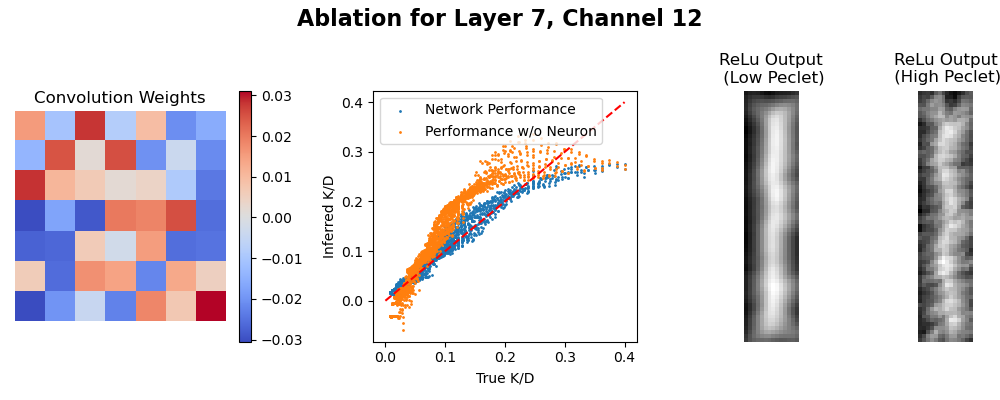 Ablation for Layer 7, Channel 12
Convolution Weights
0.03
0.02
0.01
0.00
−0.01
−0.02
−0.03
Network Performance
Performance w/o Neuron
Inferred K/D
0.4
0.3
0.2
0.1
0.0
0.0
0.1
0.2
0.3
0.4
True K/D
ReLu Output
(Low Peclet)
ReLu Output
(High Peclet)